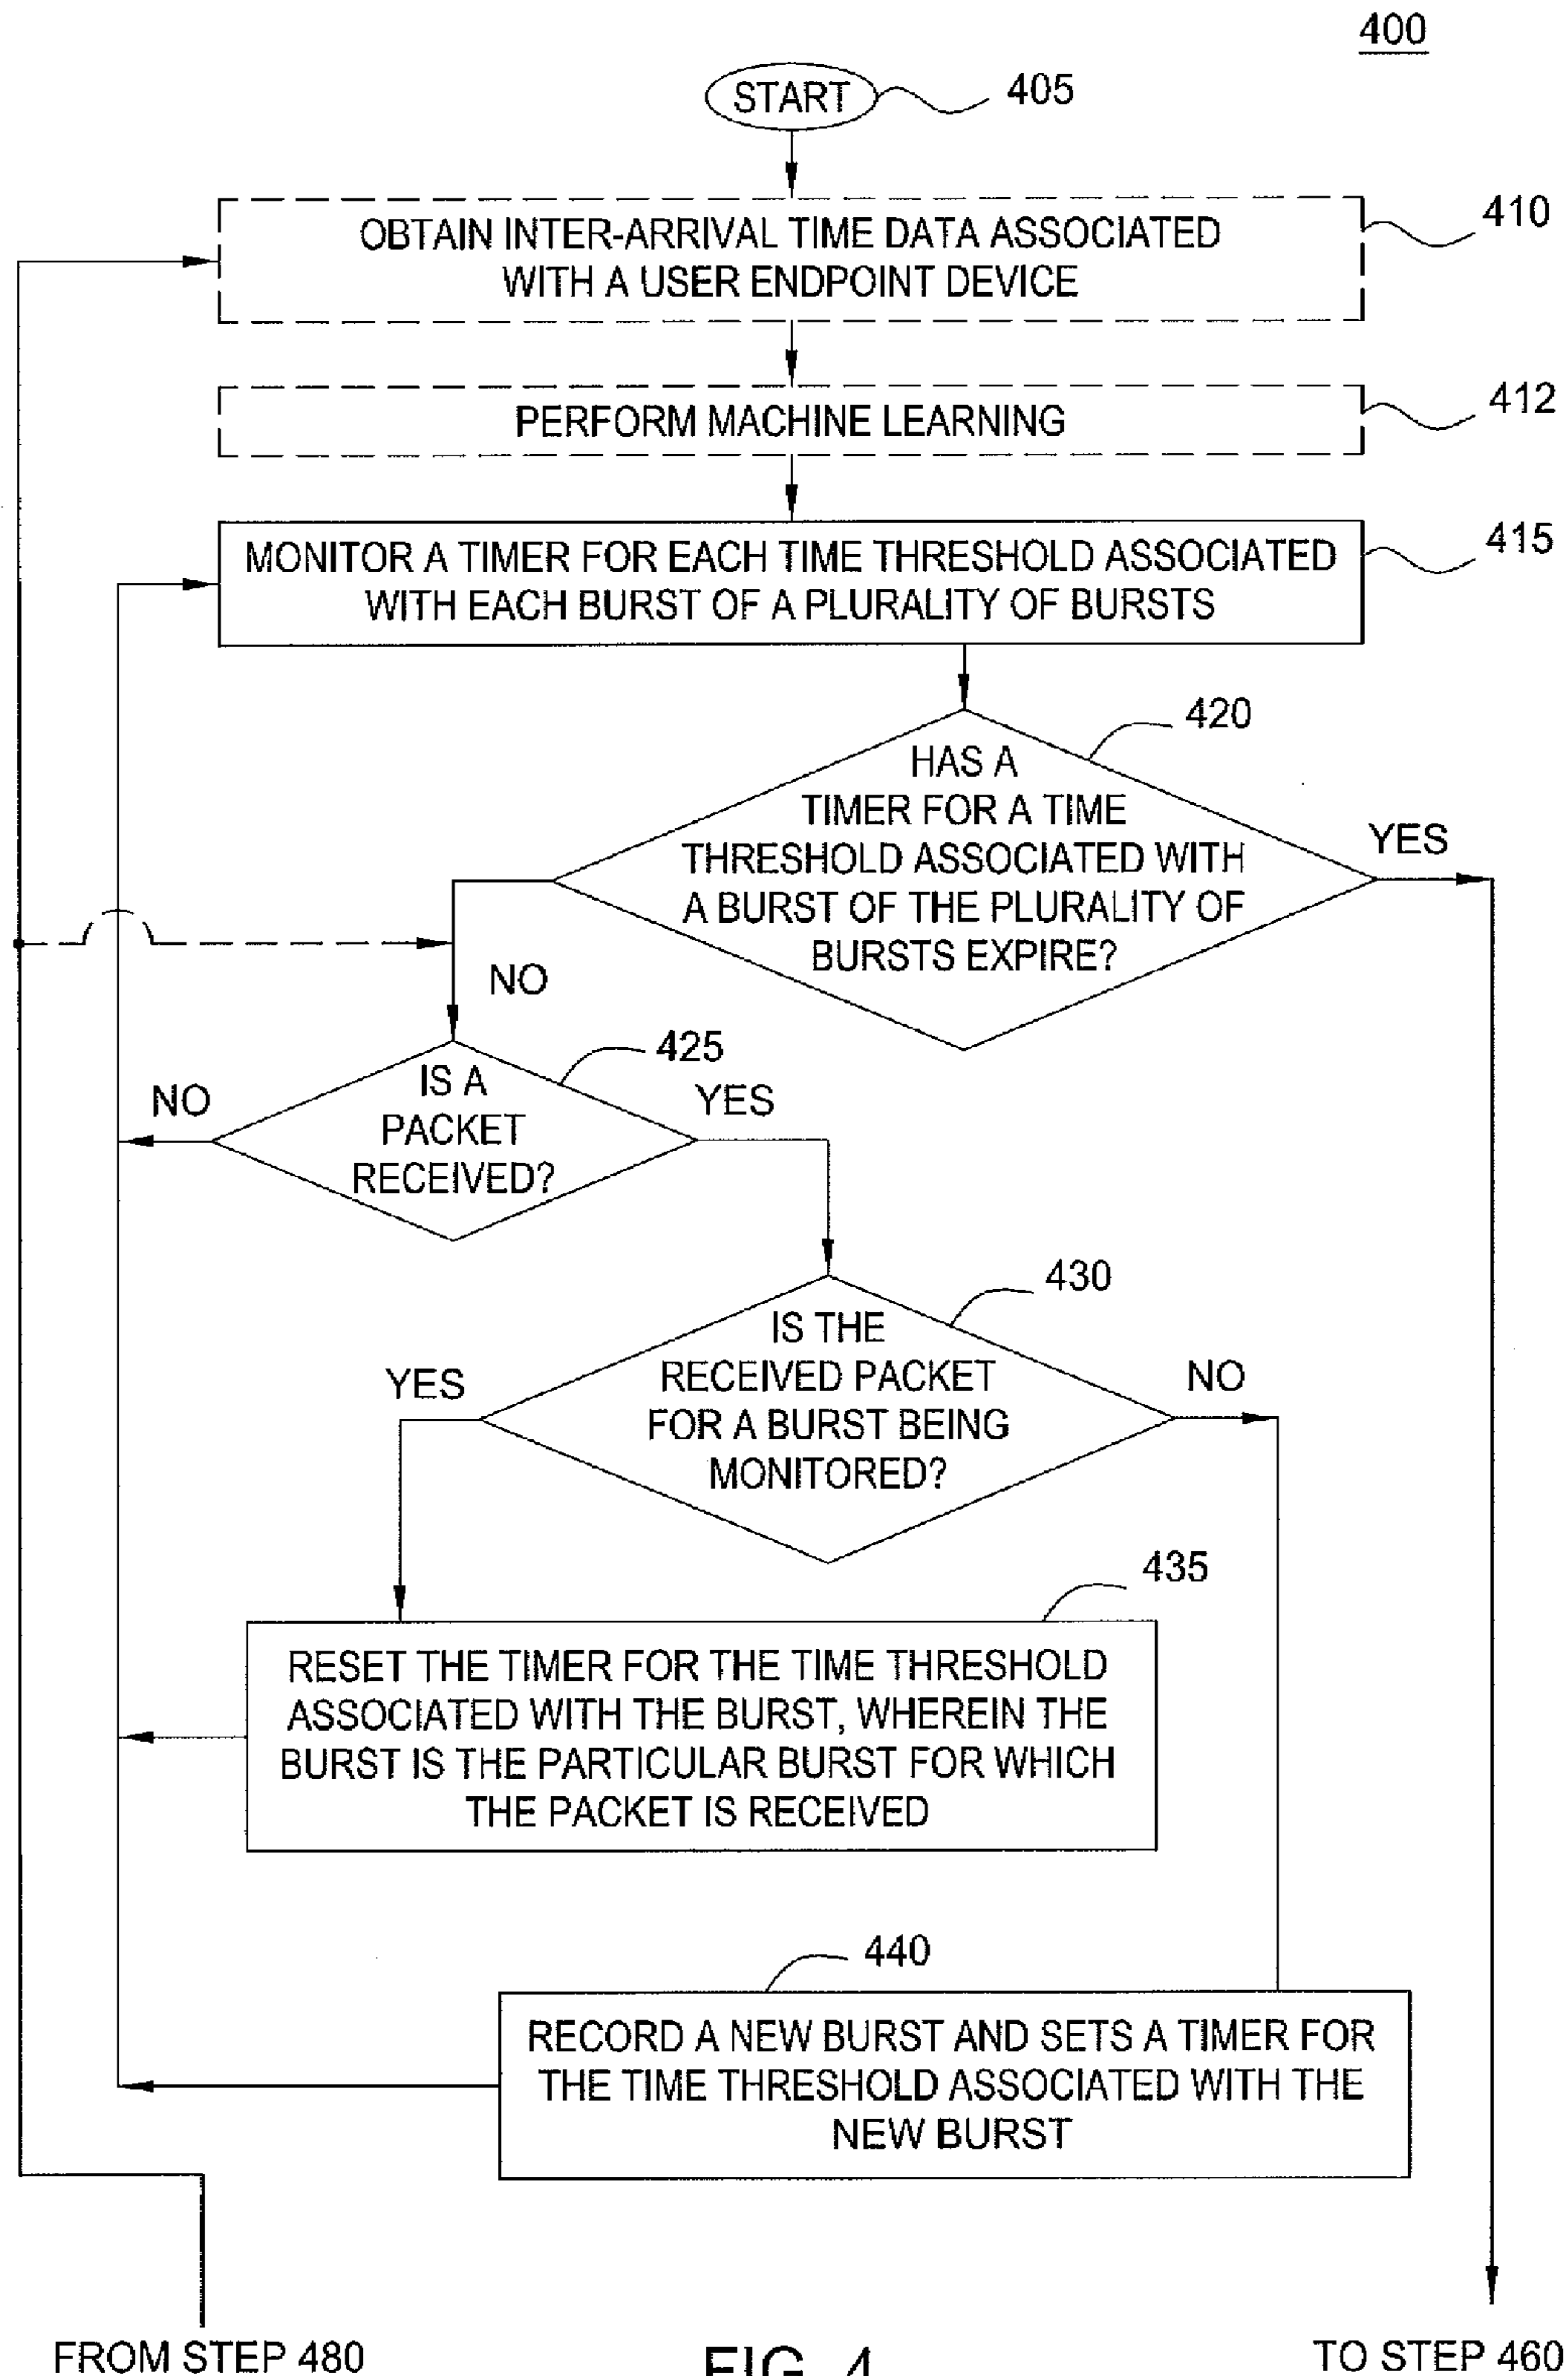 400
START
405
OBTAIN INTER-ARRIVAL TIME DATA ASSOCIATED
WITH A USER ENDPOINT DEVICE
410
PERFORM MACHINE LEARNING
412
MONITOR A TIMER FOR EACH TIME THRESHOLD ASSOCIATED
WITH EACH BURST OF A PLURALITY OF BURSTS
415
420
HAS A
TIMER FOR A TIME
THRESHOLD ASSOCIATED WITH
A BURST OF THE PLURALITY OF
BURSTS EXPIRE?
YES
NO
425
IS A
PACKET
RECEIVED?
NO
YES
430
IS THE
RECEIVED PACKET
FOR A BURST BEING
MONITORED?
YES
NO
435
RESET THE TIMER FOR THE TIME THRESHOLD
ASSOCIATED WITH THE BURST, WHEREIN THE
BURST IS THE PARTICULAR BURST FOR WHICH
THE PACKET IS RECEIVED
440
RECORD A NEW BURST AND SETS A TIMER FOR
THE TIME THRESHOLD ASSOCIATED WITH THE
NEW BURST
FROM STEP 480
FIG. 4
TO STEP 460